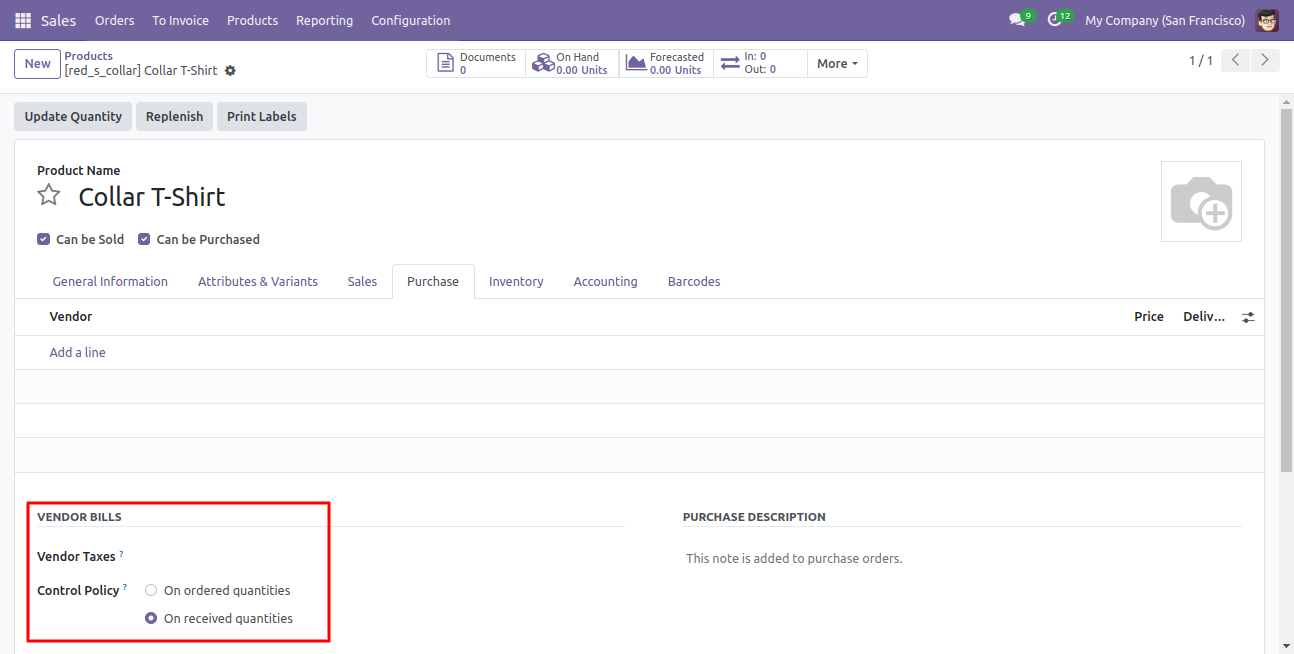 Sales Orders To Invoice Products Reporting Configuration 9 12 My Company (San Francisco)
New Products
[red_s_collar] Collar T-Shirt
Documents 0
On Hand 0.00 Units
Forecasted 0.00 Units
In: 0
Out: 0
More
1 / 1
Update Quantity Replenish Print Labels
Product Name
Collar T-Shirt
Can be Sold Can be Purchased
General Information Attributes & Variants Sales Purchase Inventory Accounting Barcodes
Vendor Price Deliv...
Add a line
VENDOR BILLS
Vendor Taxes ?
Control Policy ? On ordered quantities
On received quantities
PURCHASE DESCRIPTION
This note is added to purchase orders.